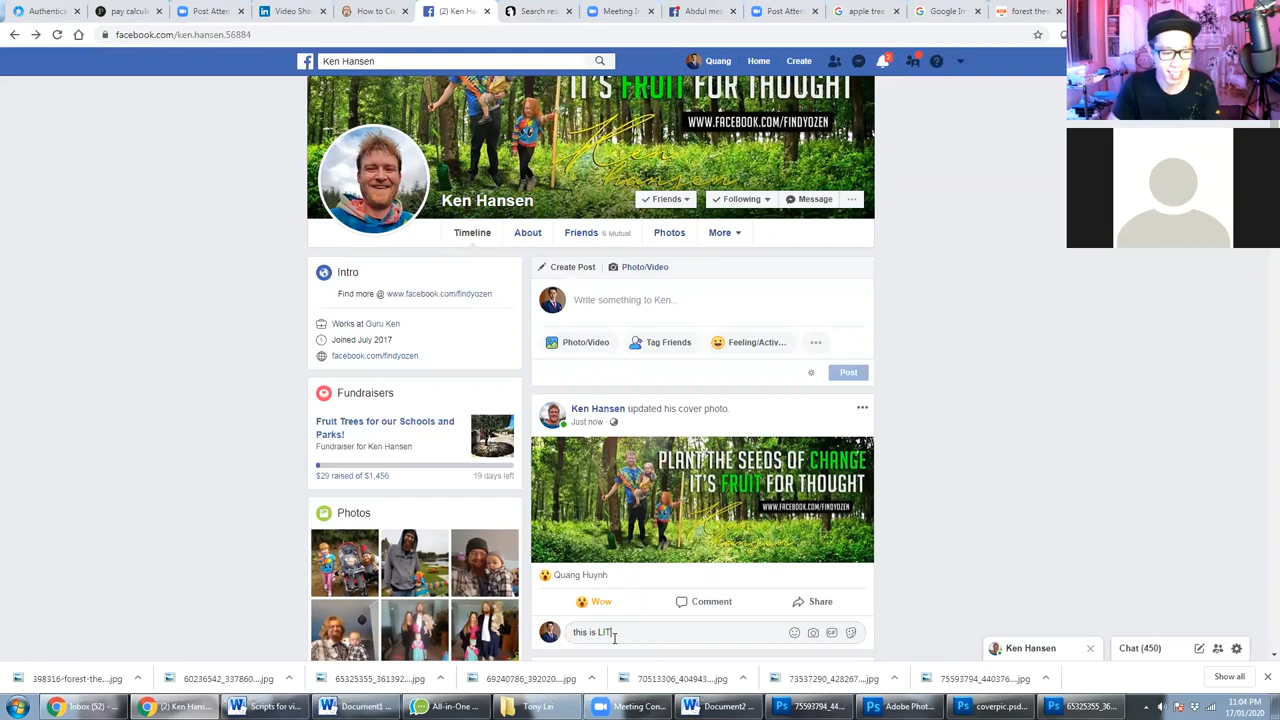 Authentica
pay calcula
Post Atten
Video Shar
How to Cre
Ken Han
Search resu
Meeting In
Abdul mes
Post Atten
apple tree
Google Im
forest them
facebook.com/ken.hansen.56884
Ken Hansen
Quang
Home
Create
2
IT'S FRUIT FOR THOUGHT
WWW.FACEBOOK.COM/FINDYOZEN
Ken Hansen
Friends
Following
Message
Timeline
About
Friends 6 Mutual
Photos
More
Intro
Find more @ www.facebook.com/findyozen
Works at Guru Ken
Joined July 2017
facebook.com/findyozen
Fundraisers
Fruit Trees for our Schools and
Parks!
Fundraiser for Ken Hansen
$29 raised of $1,456
19 days left
Photos
Create Post
Photo/Video
Write something to Ken...
Photo/Video
Tag Friends
Feeling/Activ...
Post
Ken Hansen updated his cover photo.
Just now
PLANT THE SEEDS OF CHANGE
IT'S FRUIT FOR THOUGHT
WWW.FACEBOOK.COM/FINDYOZEN
Quang Huynh
Wow
Comment
Share
this is LIT
GIF
Ken Hansen
Chat (450)
398316-forest-the....jpg
60236542_337860....jpg
65325355_361392....jpg
69240786_392020....jpg
70513306_404943....jpg
73537290_428267....jpg
75593794_440376....jpg
Show all
Inbox (52) - ...
Ken Hans...
Scripts for vi...
Document1 ...
All-in-One ...
Tony Lei
Meeting Con...
Document2 ...
75593794_44...
Adobe Phot...
coverpic.psd...
65325355_36...
11:04 PM
17/01/2020